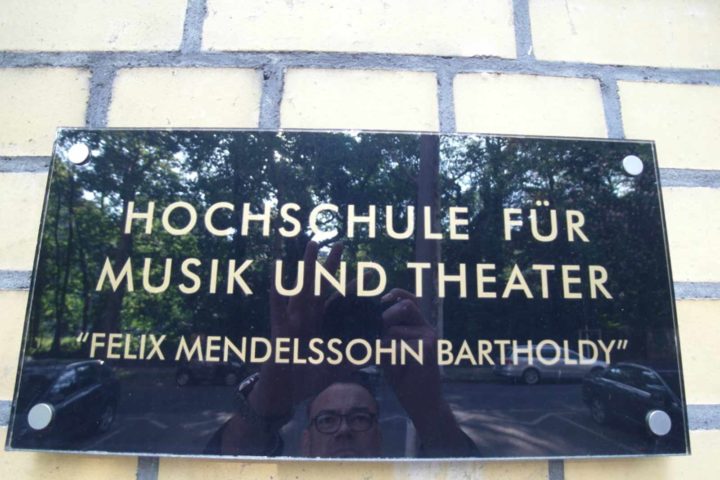 HOCHSCHULE FÜR
MUSIK UND THEATER
"FELIX MENDELSSOHN BARTHOLDY"